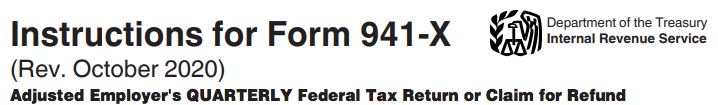 Instructions for Form 941-X
(Rev. October 2020)
Adjusted Employer's QUARTERLY Federal Tax Return or Claim for Refund
Department of the Treasury
Internal Revenue Service